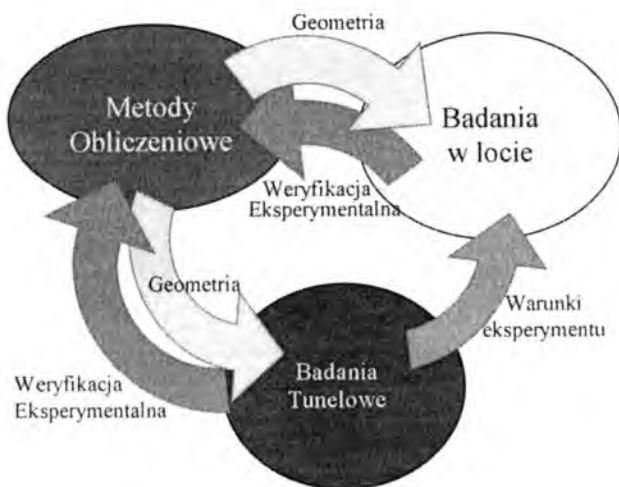 Geometria
Metody
Obliczeniowe
Badania
w locie
Weryfikacja
Eksperymentalna
Geometria
Warunki
eksperymentu
Weryfikacja
Eksperymentalna
Badania
Tunelowe